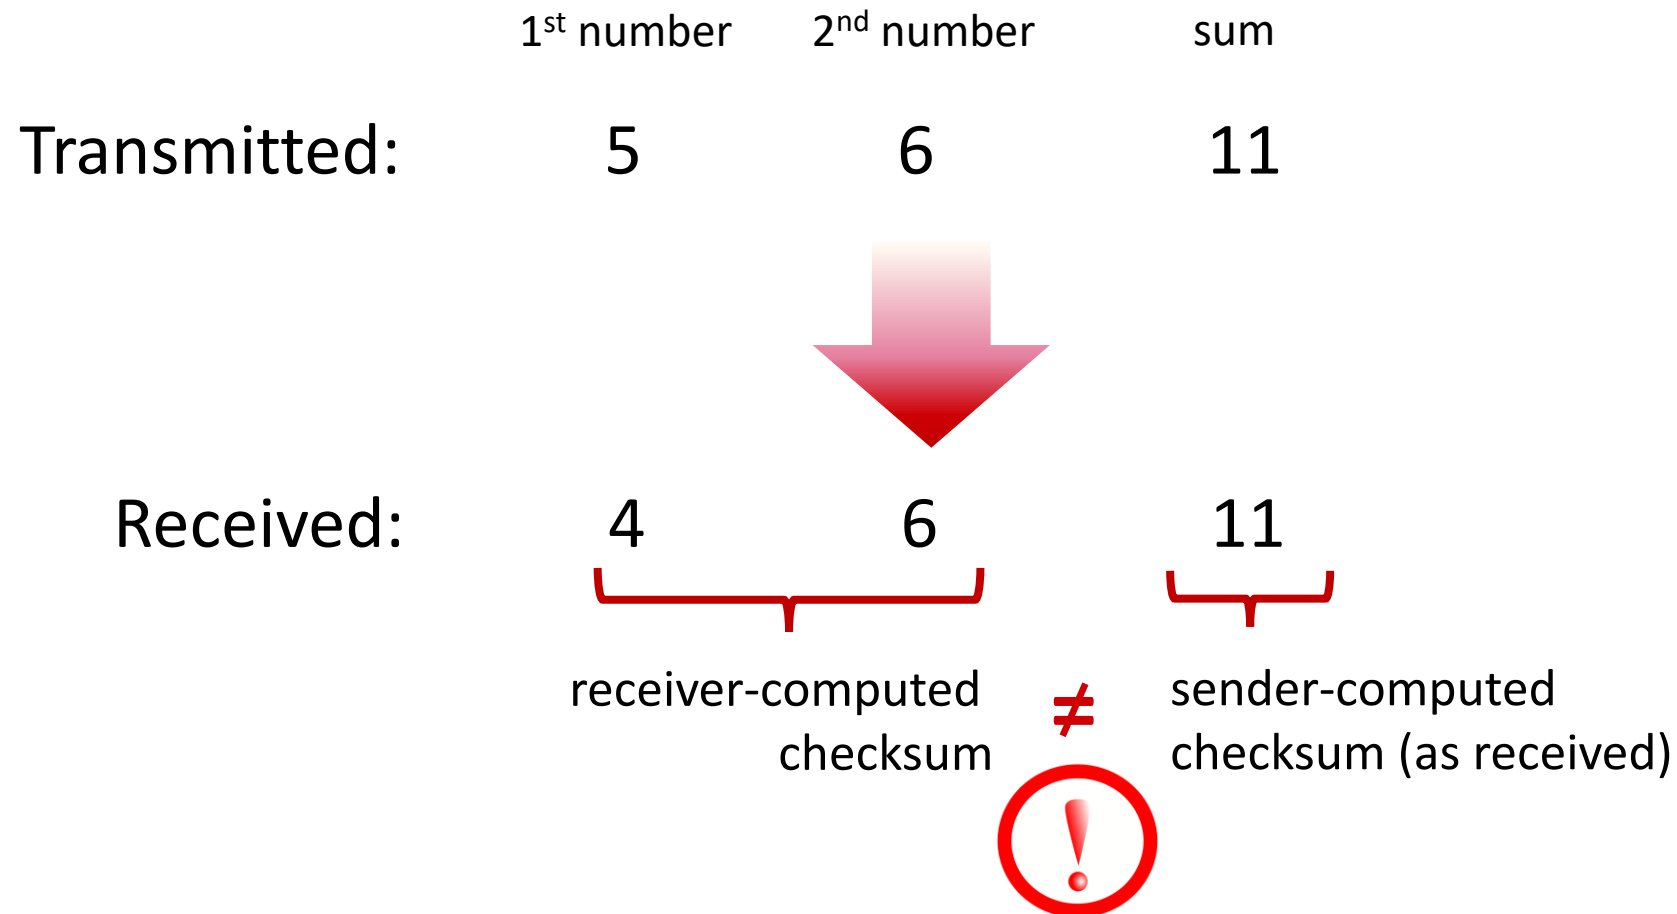 1st number 2nd number sum
Transmitted: 5 6 11
Received: 4 6 11
receiver-computed ≠ sender-computed
checksum checksum (as received)
!